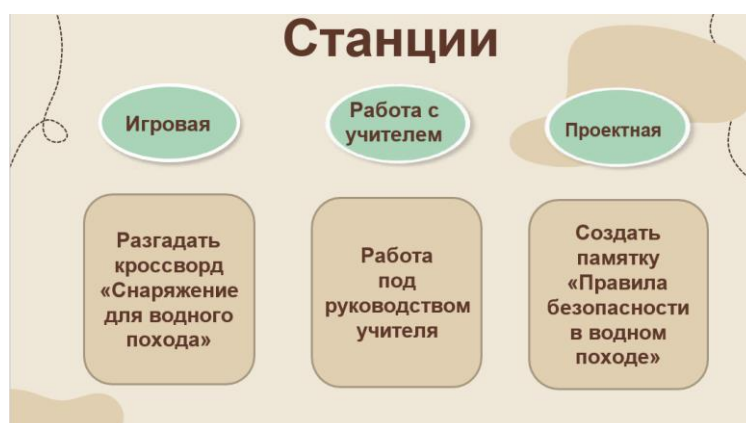 Станции
Игровая
Работа с
учителем
Проектная
Разгадать
кроссворд
«Снаряжение
для водного
похода»
Работа
под
руководством
учителя
Создать
памятку
«Правила
безопасности
в водном
походе»